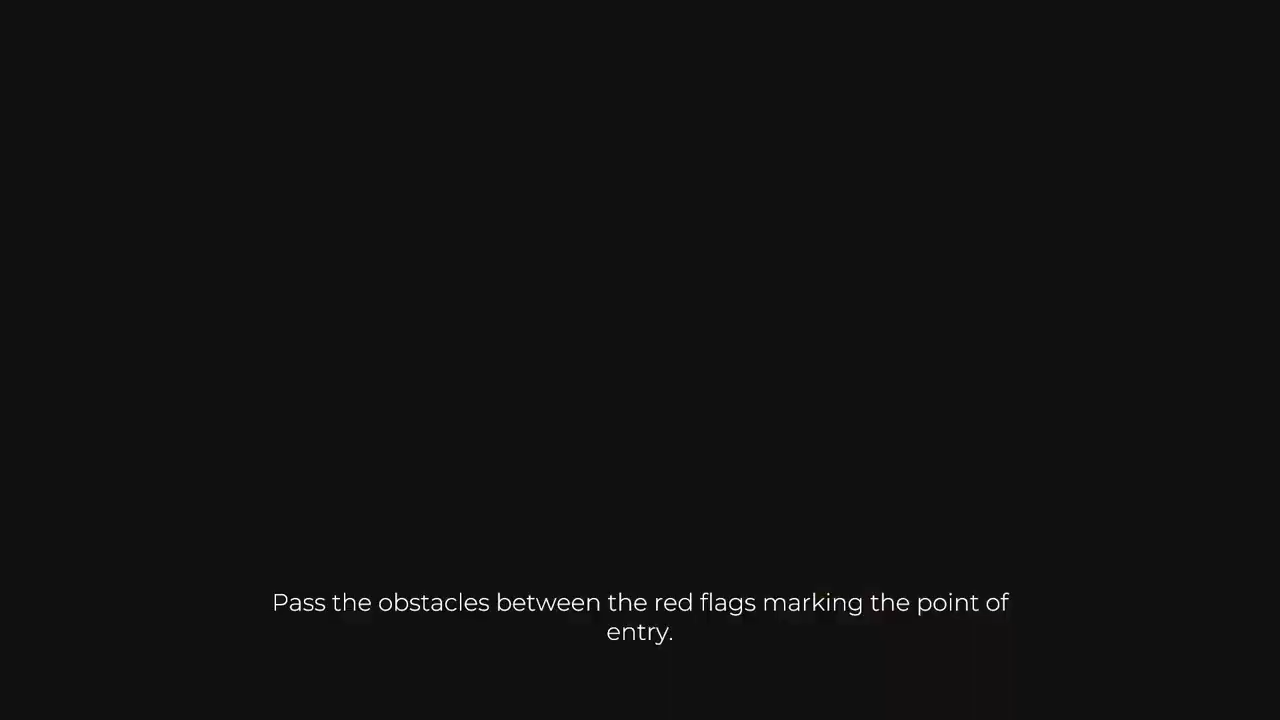 Pass the obstacles between the red flags marking the point of
entry.